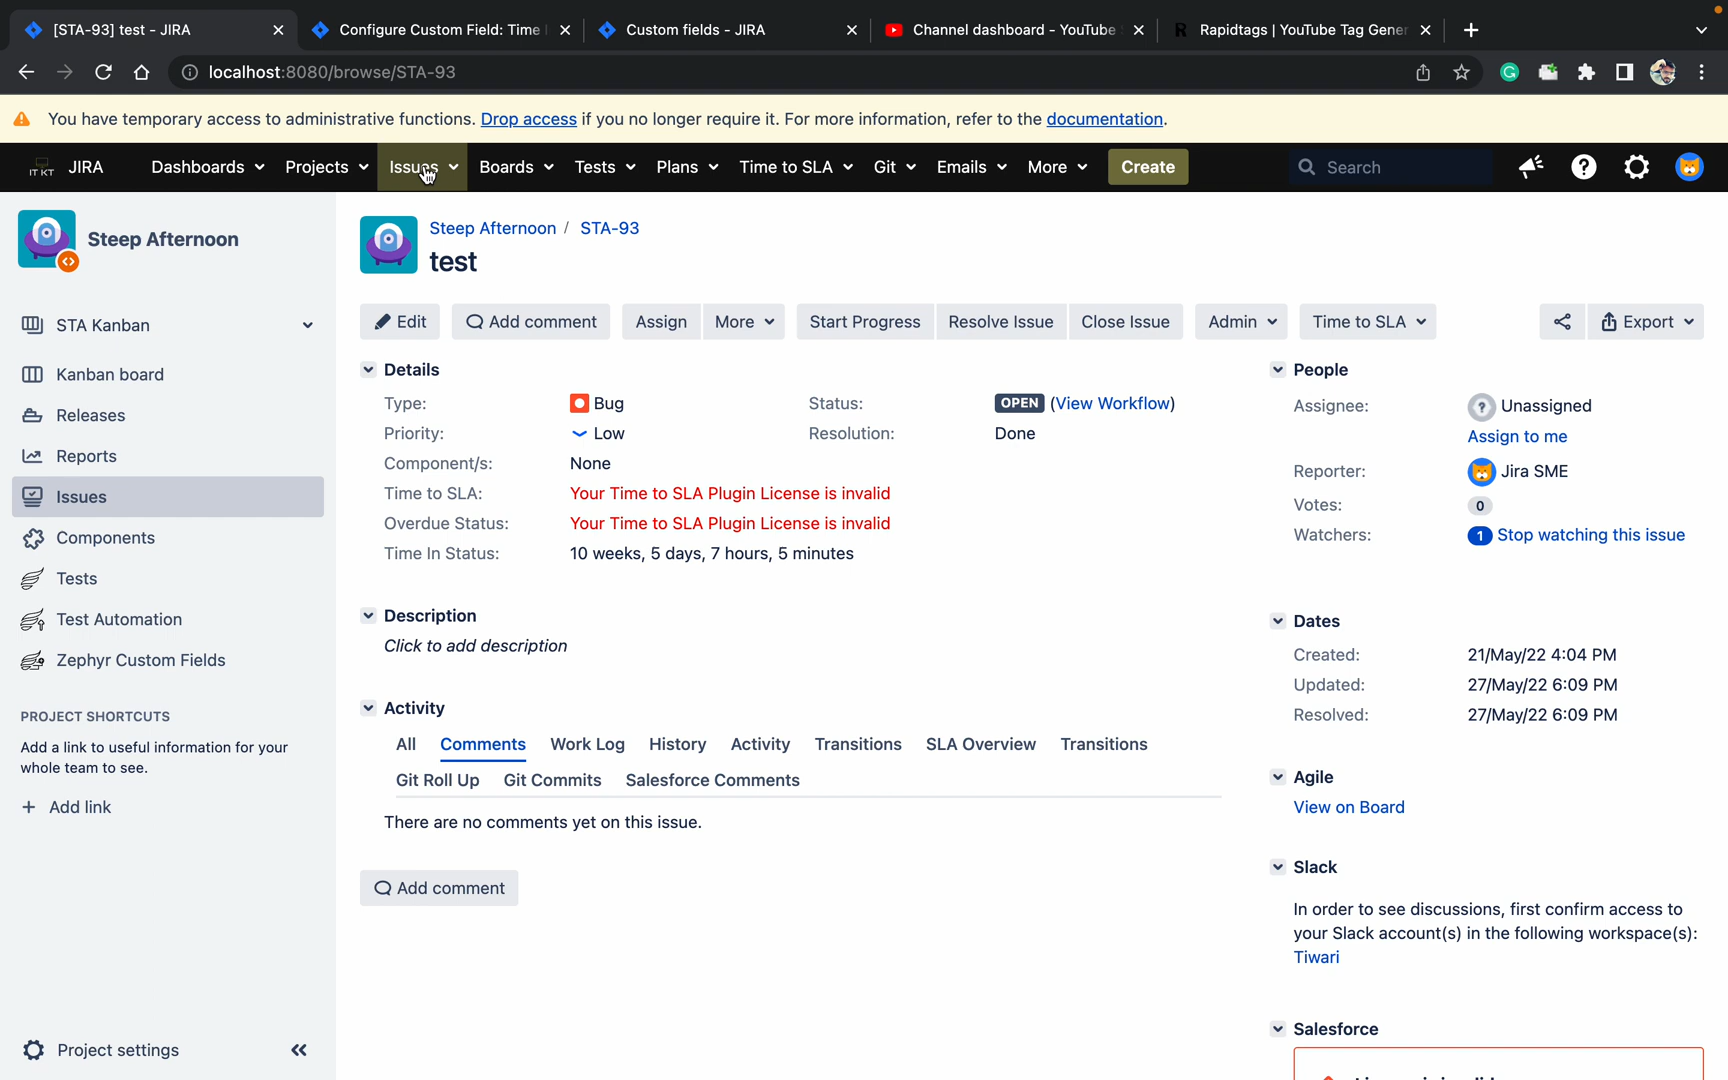 [STA-93] test - JIRA
Configure Custom Field: Time
Custom fields - JIRA
Channel dashboard - YouTube
Rapidtags | YouTube Tag Gener
localhost:8080/browse/STA-93
You have temporary access to administrative functions. Drop access if you no longer require it. For more information, refer to the documentation.
IT KT JIRA Dashboards Projects Issues Boards Tests Plans Time to SLA Git Emails More Create Search
Steep Afternoon
STA Kanban
Kanban board
Releases
Reports
Issues
Components
Tests
Test Automation
Zephyr Custom Fields
PROJECT SHORTCUTS
Add a link to useful information for your
whole team to see.
+ Add link
Project settings
Steep Afternoon / STA-93
test
Edit Add comment Assign More Start Progress Resolve Issue Close Issue Admin Time to SLA Export
Details
Type: Bug Status: OPEN (View Workflow)
Priority: Low Resolution: Done
Component/s: None
Time to SLA: Your Time to SLA Plugin License is invalid
Overdue Status: Your Time to SLA Plugin License is invalid
Time In Status: 10 weeks, 5 days, 7 hours, 5 minutes
Description
Click to add description
Activity
All Comments Work Log History Activity Transitions SLA Overview Transitions
Git Roll Up Git Commits Salesforce Comments
There are no comments yet on this issue.
Add comment
People
Assignee: Unassigned
Assign to me
Reporter: Jira SME
Votes: 0
Watchers: 1 Stop watching this issue
Dates
Created: 21/May/22 4:04 PM
Updated: 27/May/22 6:09 PM
Resolved: 27/May/22 6:09 PM
Agile
View on Board
Slack
In order to see discussions, first confirm access to
your Slack account(s) in the following workspace(s):
Tiwari
Salesforce